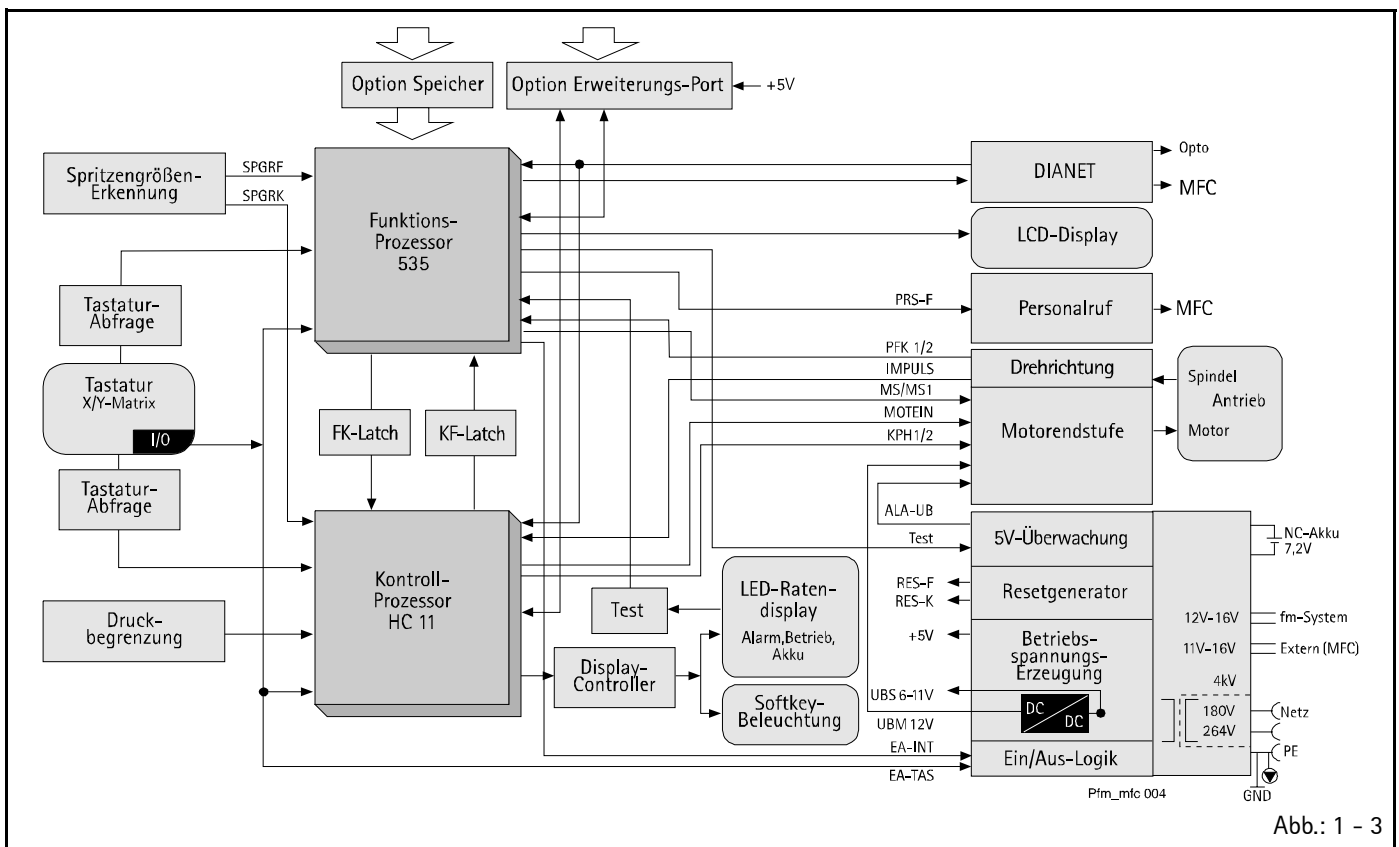 Option Speicher
Option Erweiterungs-Port
+5V
Spritzengrößen-
Erkennung
SPGRF
SPGRK
Funktions-
Prozessor
535
DIANET
Opto
MFC
LCD-Display
Tastatur-
Abfrage
PRS-F
Personalruf
MFC
Tastatur
X/Y-Matrix
I/O
PFK 1/2
IMPULS
MS/MS1
MOTEIN
KPH1/2
Drehrichtung
Motorendstufe
Spindel
Antrieb
Motor
FK-Latch
KF-Latch
Tastatur-
Abfrage
ALA-UB
Test
5V-Überwachung
NC-Akku
7,2V
Kontroll-
Prozessor
HC 11
Test
LED-Raten-
display
Alarm,Betrieb,
Akku
RES-F
RES-K
Resetgenerator
12V-16V
fm-System
Druck-
begrenzung
+5V
Betriebs-
spannungs-
Erzeugung
11V-16V
Extern (MFC)
Display-
Controller
4kV
Softkey-
Beleuchtung
UBS 6-11V
UBM 12V
DC
DC
180V
264V
Netz
PE
EA-INT
EA-TAS
Ein/Aus-Logik
Pfm_mfc 004
GND
Abb.: 1 - 3